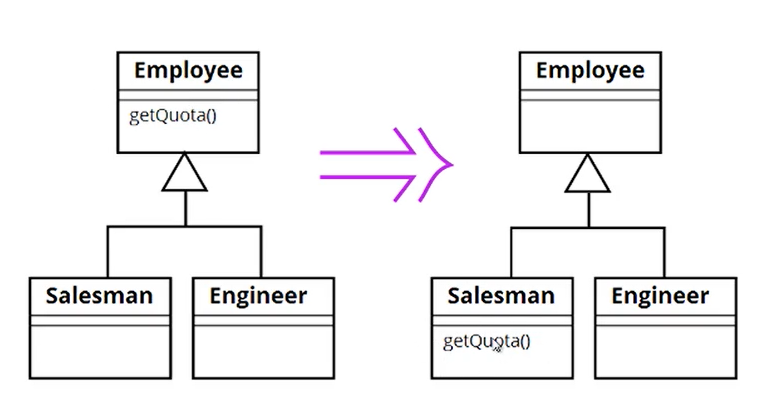 Employee
getQuota()
Salesman
Engineer
Employee
Salesman
getQuota()
Engineer